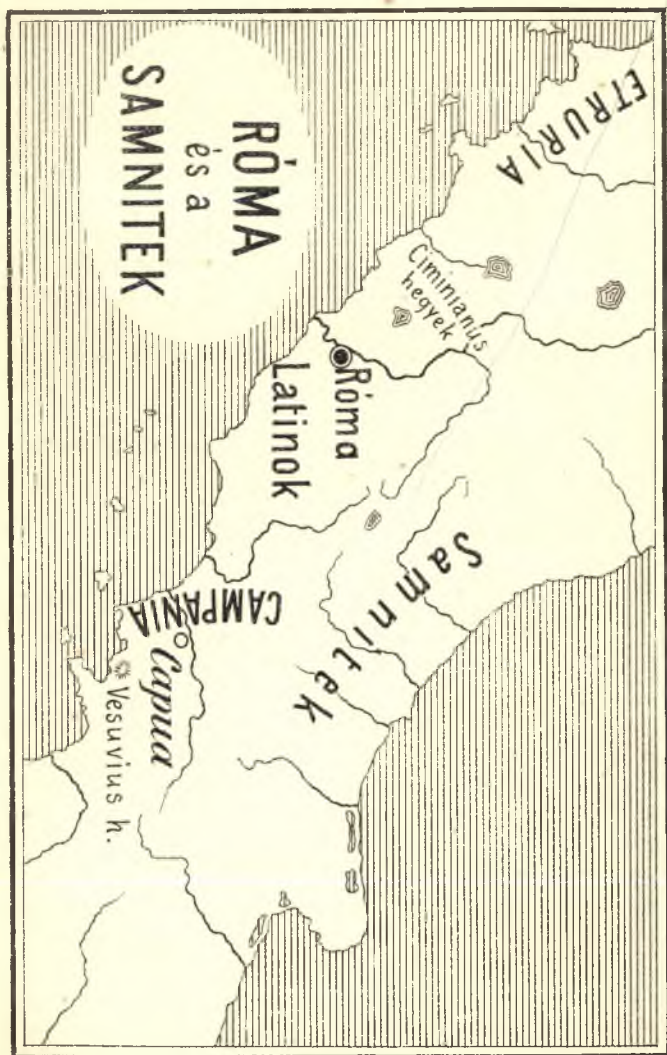 RÓMA
és a
SAMNITEK
ETRURIA
Ciminianus
hegyek
Róma
Latinok
Samnitek
CAMPANIA
Capua
Vesuvius h.